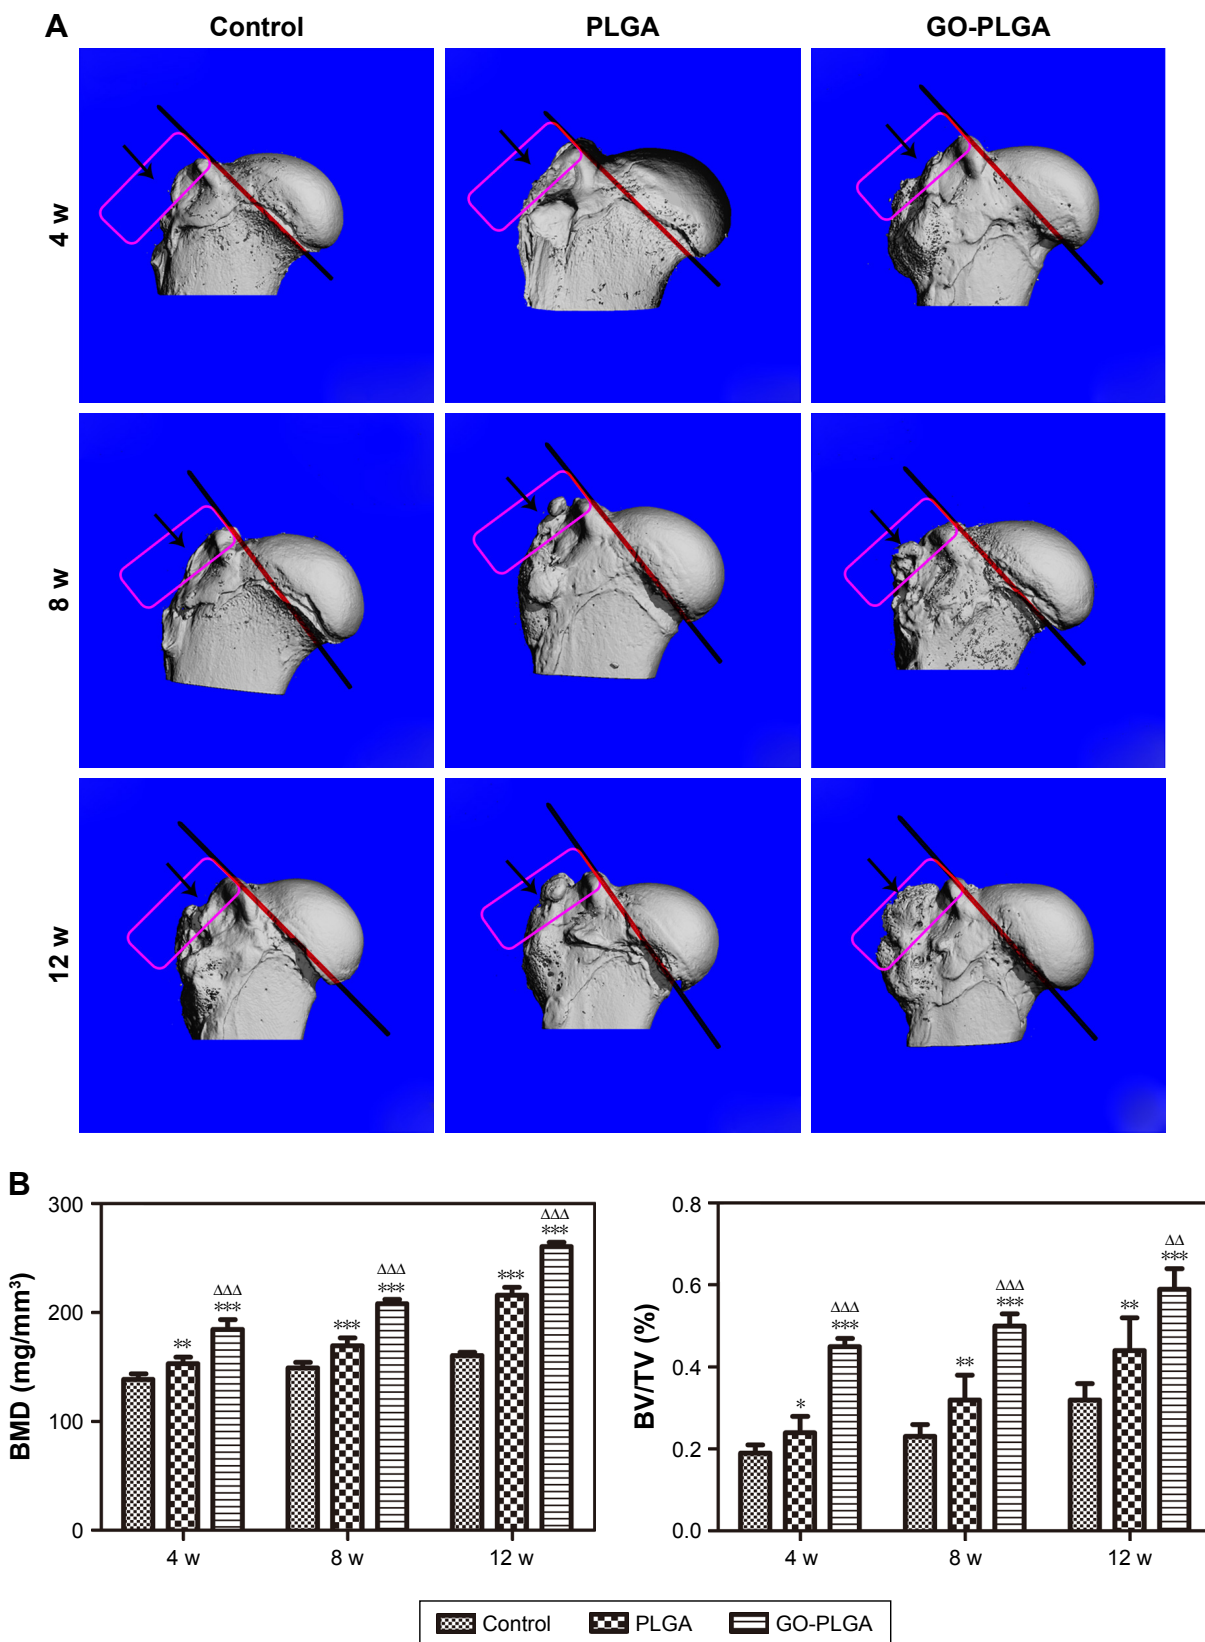 A
Control PLGA GO-PLGA
4 w
8 w
12 w
B
BMD (mg/mm³)
300
200
100
0
** ΔΔΔ ***
*** ΔΔΔ ***
*** ΔΔΔ ***
4 w 8 w 12 w
BV/TV (%)
0.8
0.6
0.4
0.2
0.0
* ΔΔΔ ***
** ΔΔΔ ***
** ΔΔ ***
4 w 8 w 12 w
Control PLGA GO-PLGA